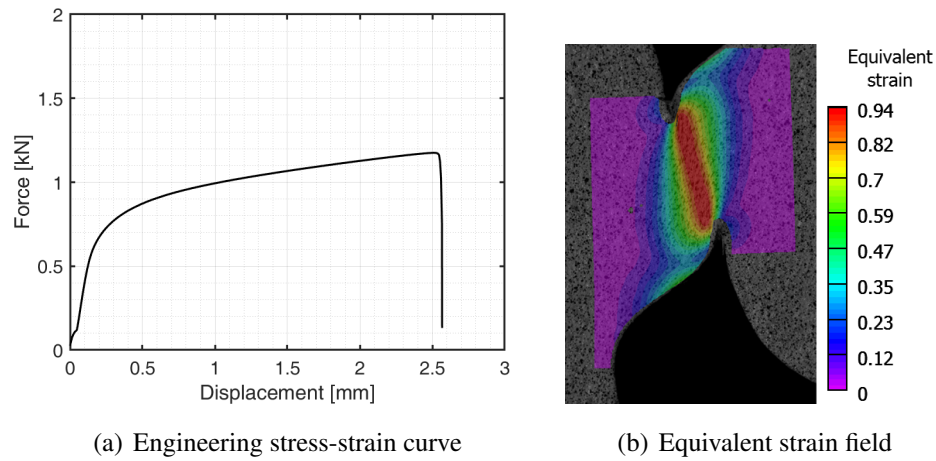 2
1.5
1
0.5
0
Force [kN]
0 0.5 1 1.5 2 2.5 3
Displacement [mm]
(a) Engineering stress-strain curve
Equivalent
strain
0.94
0.82
0.7
0.59
0.47
0.35
0.23
0.12
0
(b) Equivalent strain field